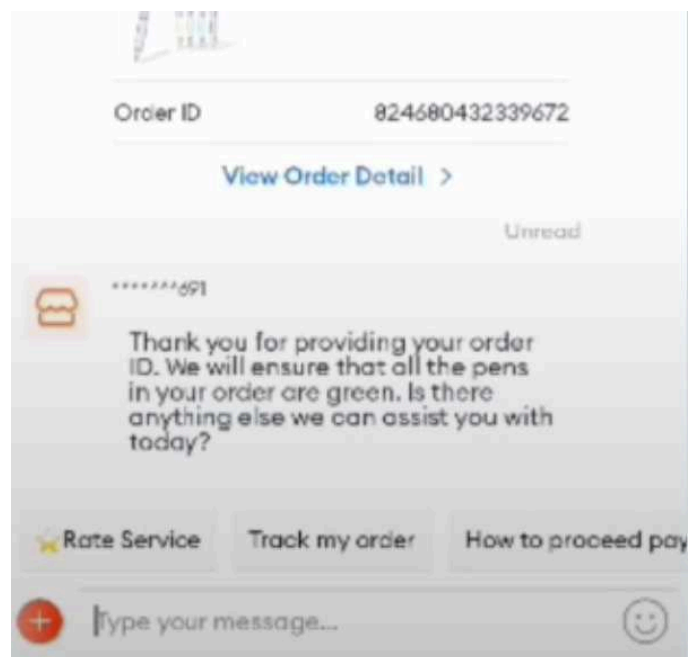 Order ID 824680432339672
View Order Detail >
Unread
*******691
Thank you for providing your order
ID. We will ensure that all the pens
in your order are green. Is there
anything else we can assist you with
today?
Rate Service Track my order How to proceed pay
Type your message...